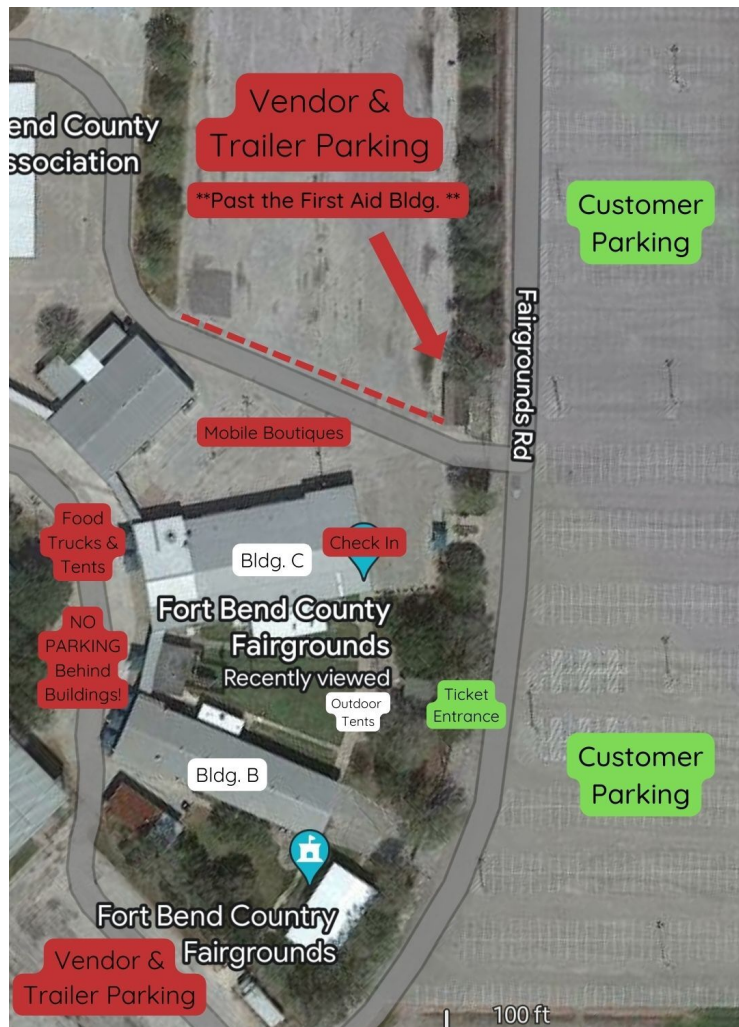 Vendor &
Trailer Parking
**Past the First Aid Bldg. **
end County
ssociation
Customer
Parking
Fairgrounds Rd
Mobile Boutiques
Food
Trucks &
Tents
Bldg. C
Check In
Fort Bend County
Fairgrounds
Recently viewed
NO
PARKING
Behind
Buildings!
Outdoor
Tents
Ticket
Entrance
Bldg. B
Customer
Parking
Fort Bend Country
Fairgrounds
Vendor &
Trailer Parking
100 ft